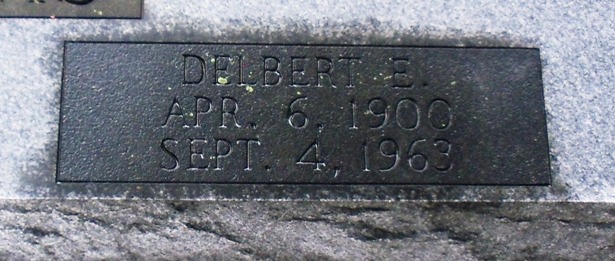 DELBERT E.
APR. 6, 1900
SEPT. 4, 1963